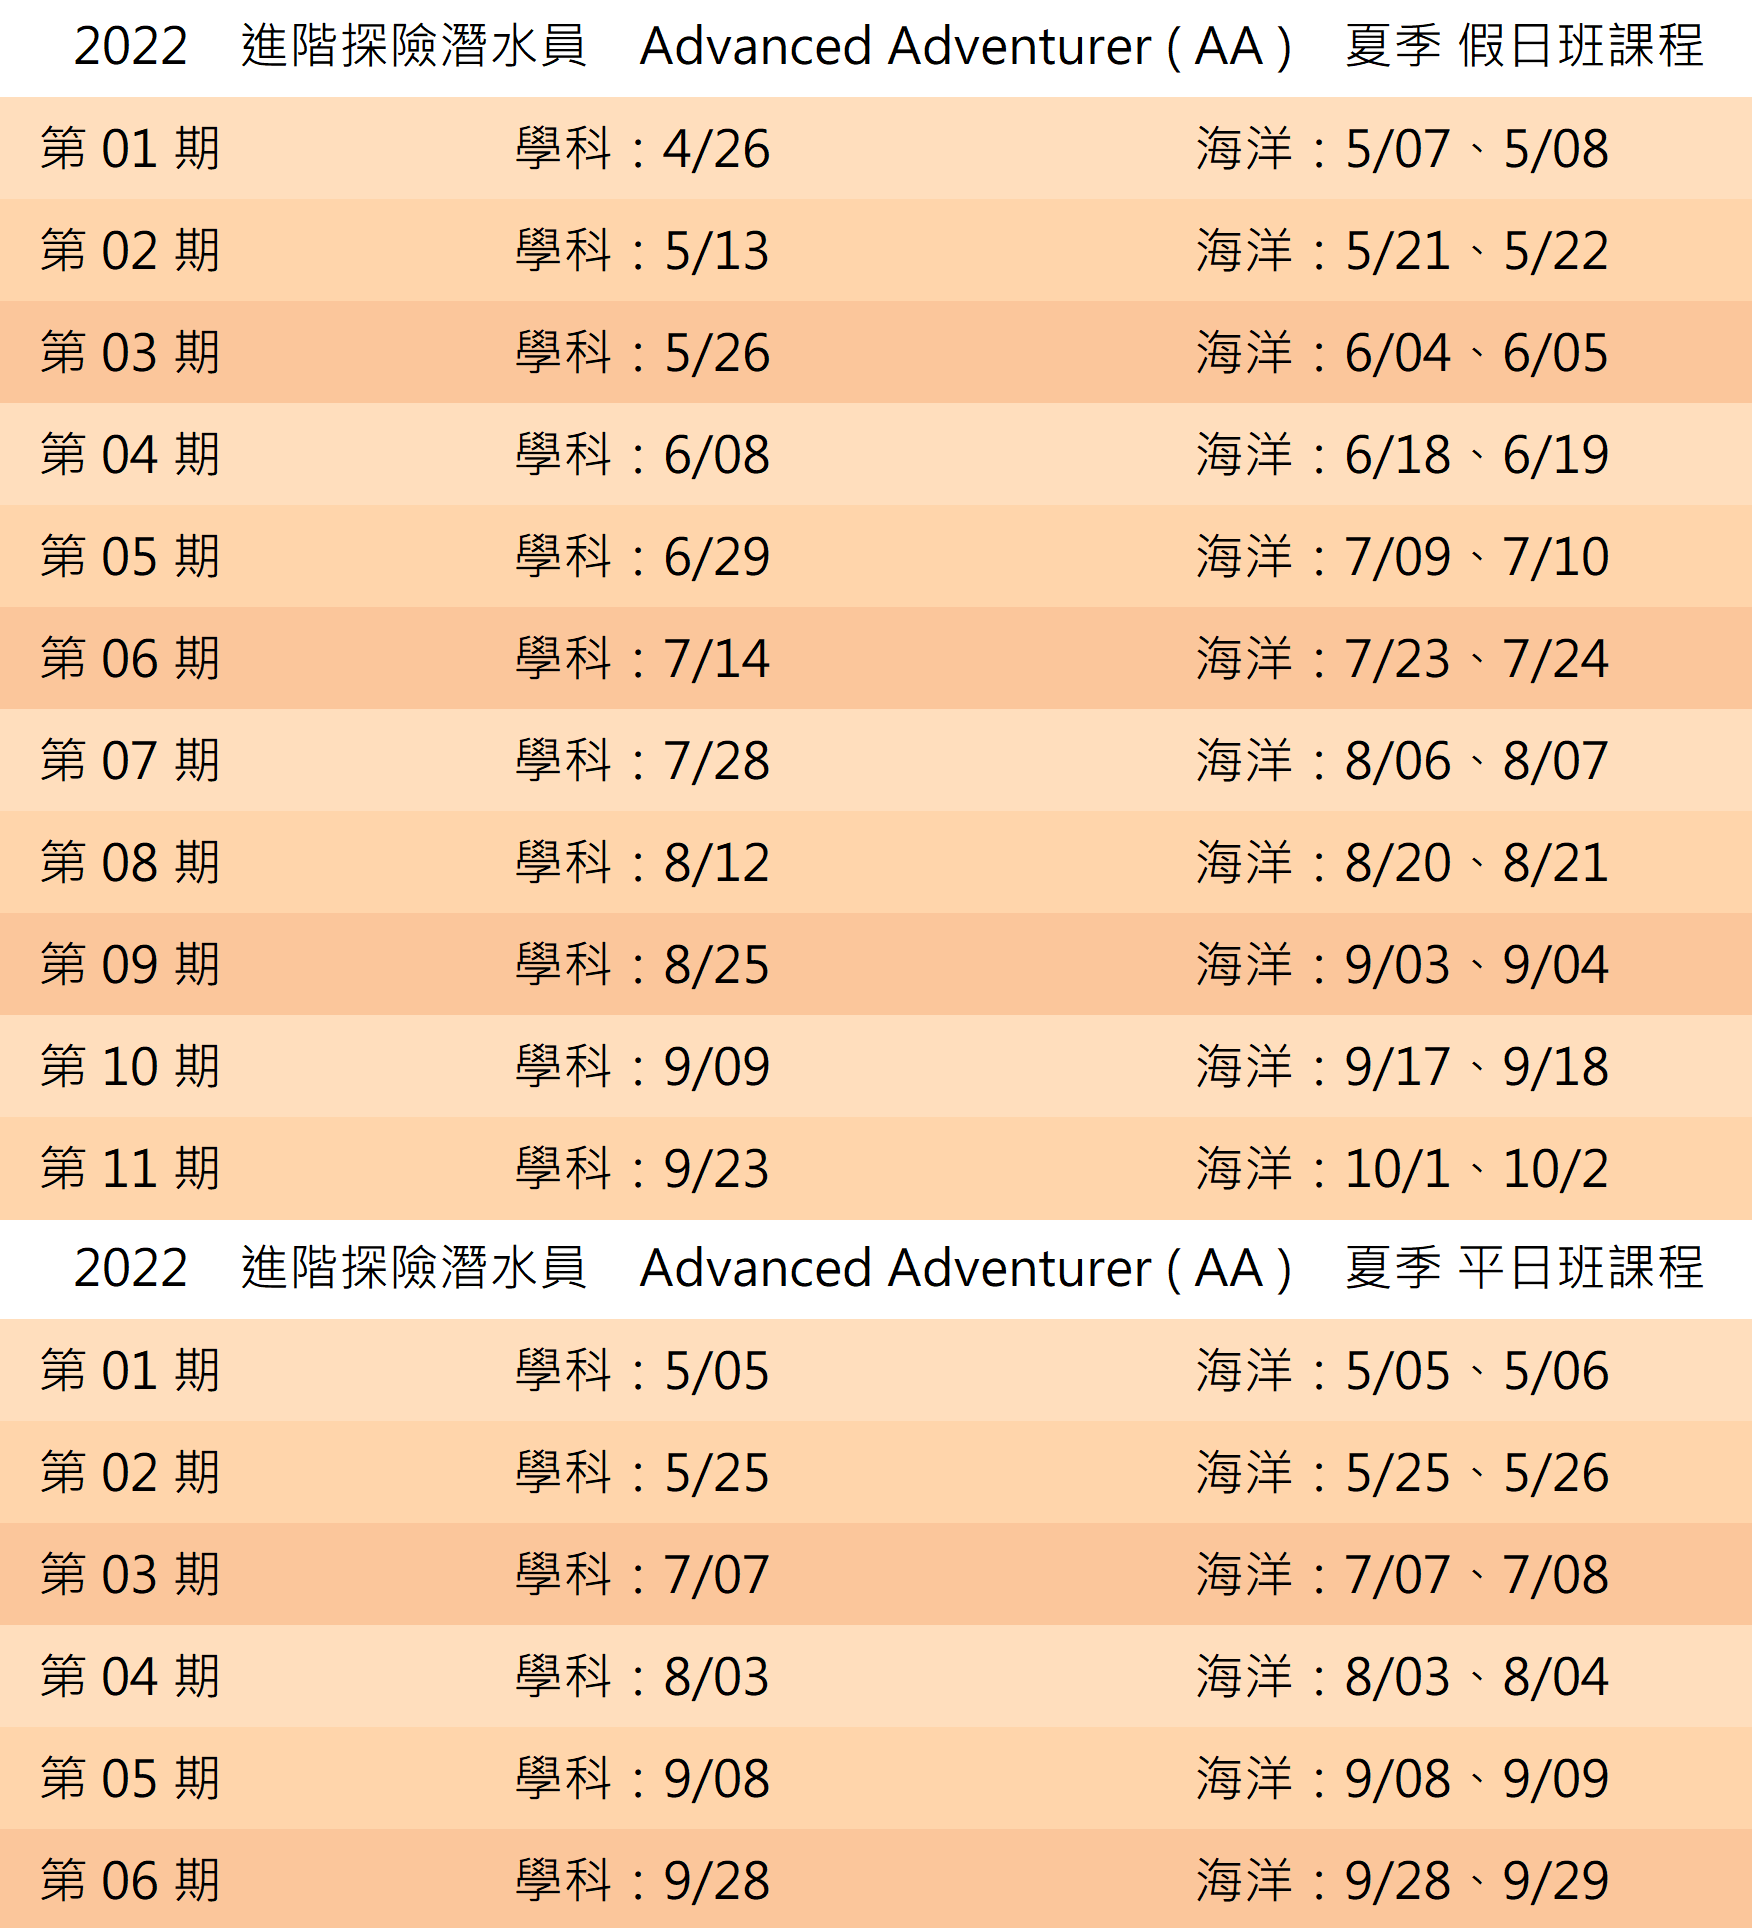 2022 進階探險潛水員 Advanced Adventurer ( AA ) 夏季 假日班課程
第 01 期 學科：4/26 海洋：5/07、5/08
第 02 期 學科：5/13 海洋：5/21、5/22
第 03 期 學科：5/26 海洋：6/04、6/05
第 04 期 學科：6/08 海洋：6/18、6/19
第 05 期 學科：6/29 海洋：7/09、7/10
第 06 期 學科：7/14 海洋：7/23、7/24
第 07 期 學科：7/28 海洋：8/06、8/07
第 08 期 學科：8/12 海洋：8/20、8/21
第 09 期 學科：8/25 海洋：9/03、9/04
第 10 期 學科：9/09 海洋：9/17、9/18
第 11 期 學科：9/23 海洋：10/1、10/2
2022 進階探險潛水員 Advanced Adventurer ( AA ) 夏季 平日班課程
第 01 期 學科：5/05 海洋：5/05、5/06
第 02 期 學科：5/25 海洋：5/25、5/26
第 03 期 學科：7/07 海洋：7/07、7/08
第 04 期 學科：8/03 海洋：8/03、8/04
第 05 期 學科：9/08 海洋：9/08、9/09
第 06 期 學科：9/28 海洋：9/28、9/29